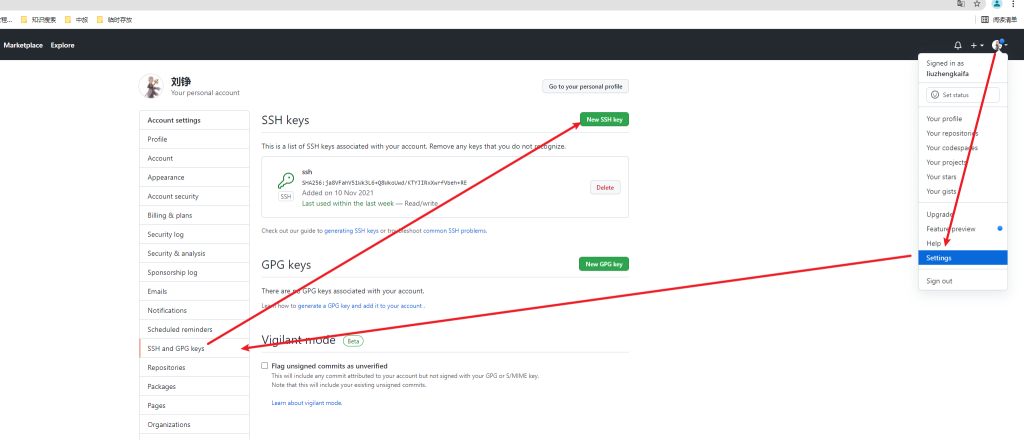 程...
知识搜索
中报
临时存放
阅读清单
Marketplace
Explore
Signed in as
liuzhengkaifa
Set status
Your profile
Your repositories
Your codespaces
Your projects
Your stars
Your gists
Upgrade
Feature preview
Help
Settings
Sign out
刘铮
Your personal account
Go to your personal profile
Account settings
Profile
Account
Appearance
Account security
Billing & plans
Security log
Security & analysis
Sponsorship log
Emails
Notifications
Scheduled reminders
SSH and GPG keys
Repositories
Packages
Pages
Organizations
SSH keys
New SSH key
This is a list of SSH keys associated with your account. Remove any keys that you do not recognize.
ssh
SSH
Added on 10 Nov 2021
Last used within the last week — Read/write
Delete
Check out our guide to generating SSH keys or troubleshoot common SSH problems.
GPG keys
New GPG key
There are no GPG keys associated with your account.
Learn how to generate a GPG key and add it to your account .
Vigilant mode
Beta
Flag unsigned commits as unverified
This will include any commit attributed to your account but not signed with your GPG or S/MIME key.
Note that this will include your existing unsigned commits.
Learn about vigilant mode.